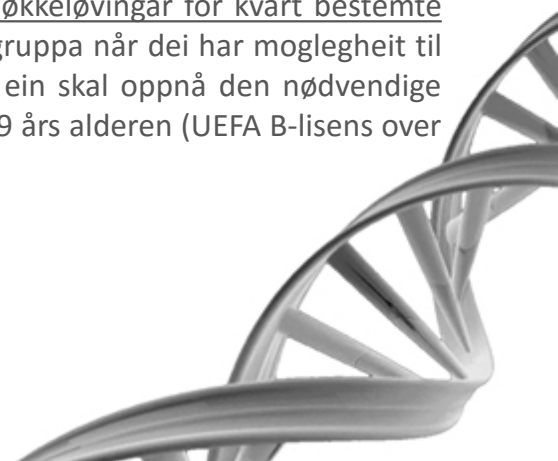 økkeløvingar for kvart bestemte
gruppa når dei har moglegheit til
ein skal oppnå den nødvendige
9 års alderen (UEFA B-lisens over